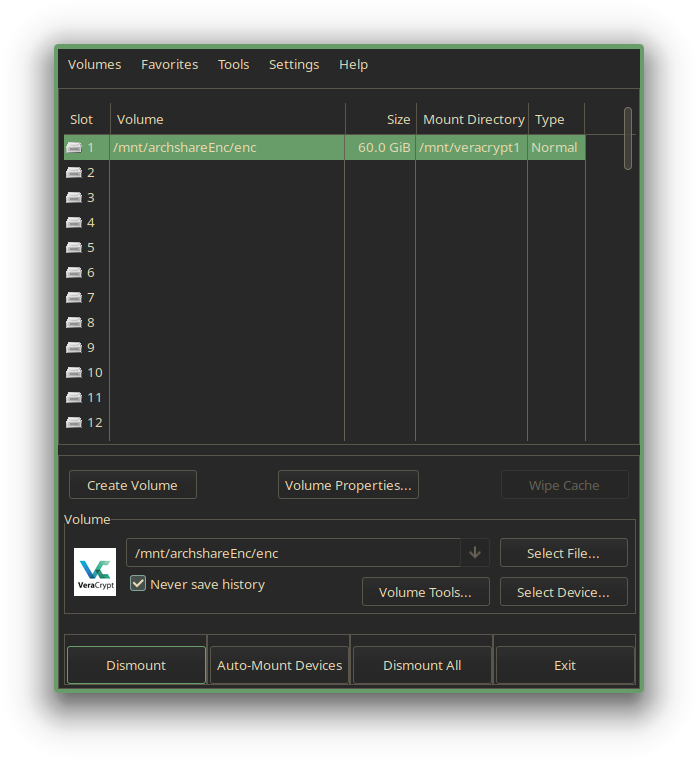 Volumes Favorites Tools Settings Help
Slot Volume Size Mount Directory Type
1 /mnt/archshareEnc/enc 60.0 GiB /mnt/veracrypt1 Normal
2
3
4
5
6
7
8
9
10
11
12
Create Volume Volume Properties... Wipe Cache
Volume
/mnt/archshareEnc/enc Select File...
VeraCrypt
Never save history
Volume Tools... Select Device...
Dismount Auto-Mount Devices Dismount All Exit